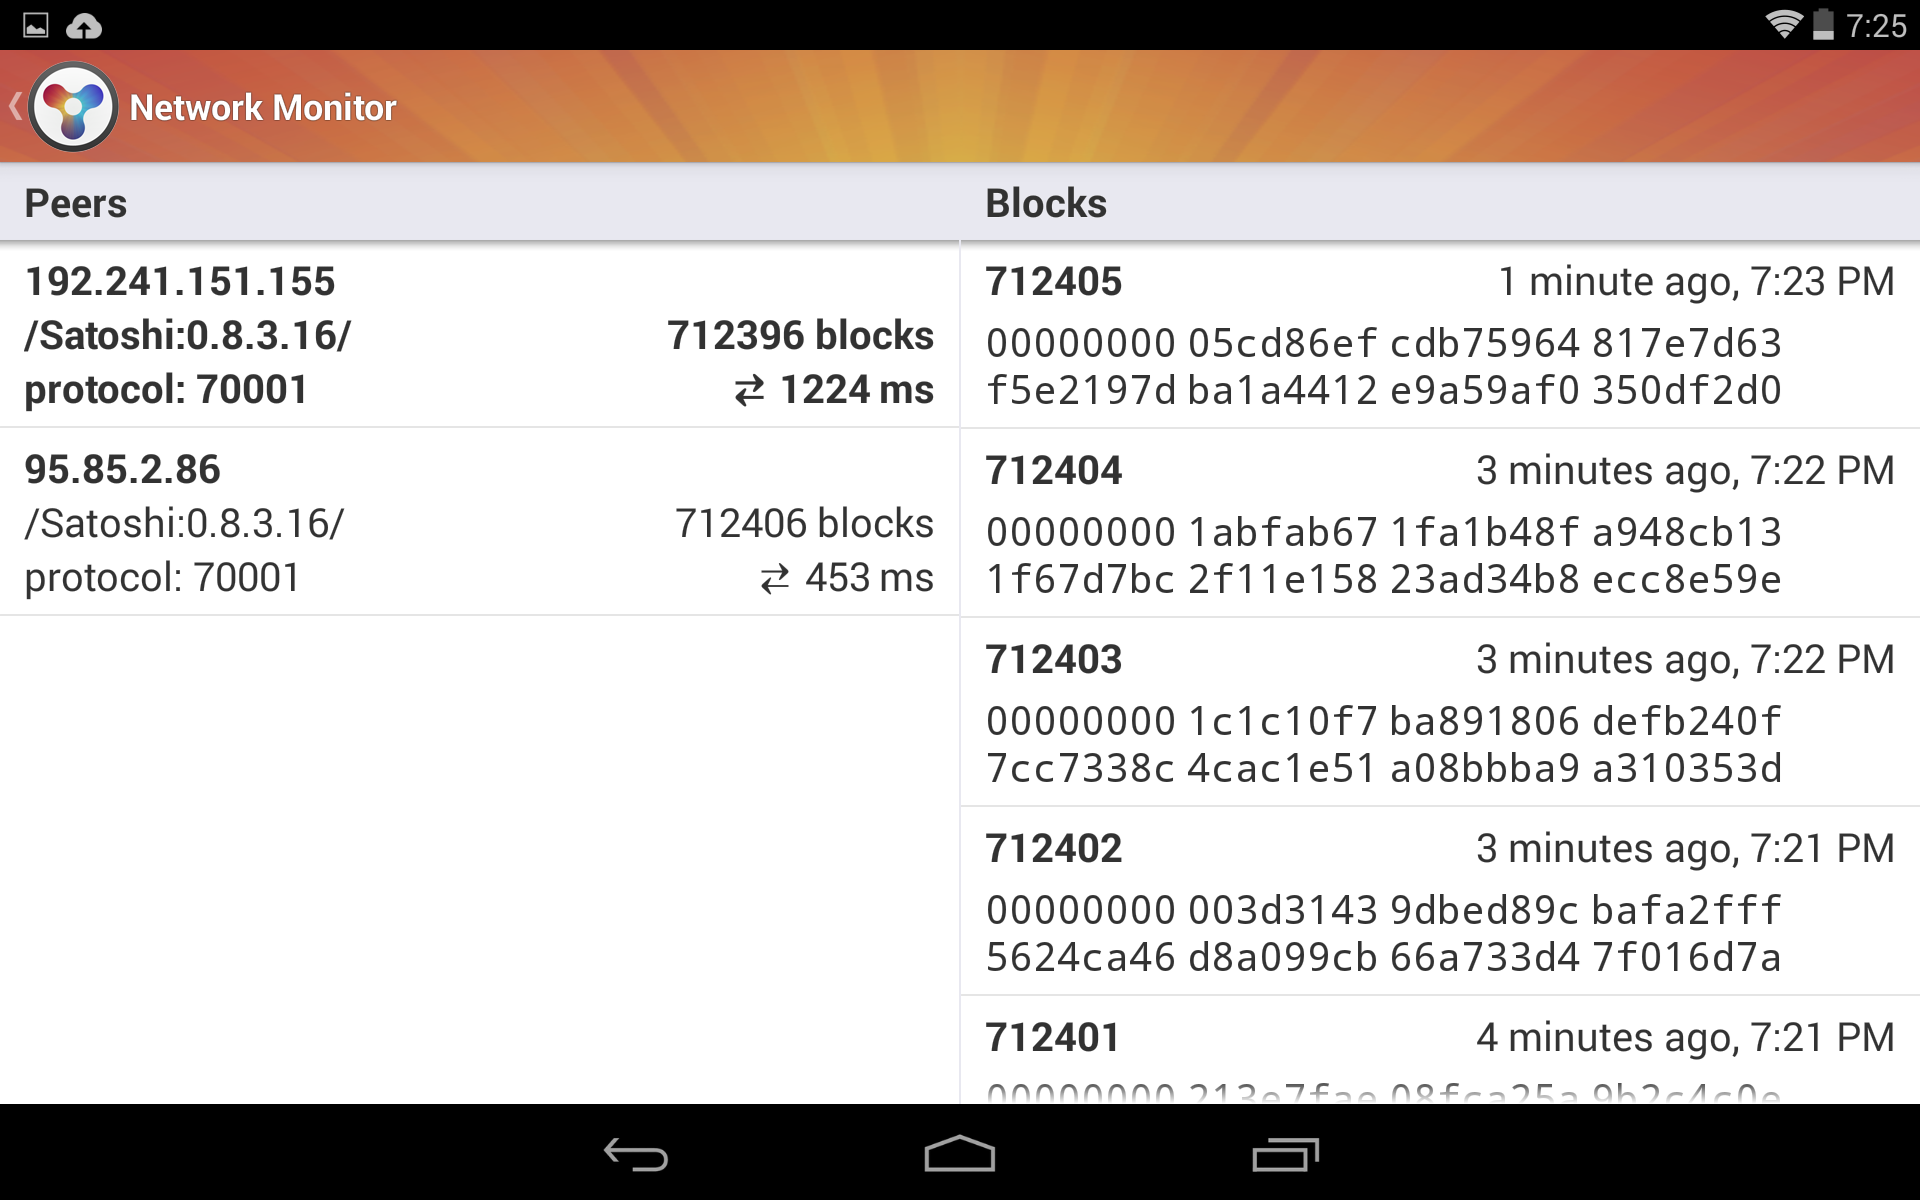 7:25
Network Monitor
Peers
192.241.151.155
/Satoshi:0.8.3.16/ 712396 blocks
protocol: 70001 ⇄ 1224 ms
95.85.2.86
/Satoshi:0.8.3.16/ 712406 blocks
protocol: 70001 ⇄ 453 ms
Blocks
712405 1 minute ago, 7:23 PM
00000000 05cd86ef cdb75964 817e7d63
f5e2197d ba1a4412 e9a59af0 350df2d0
712404 3 minutes ago, 7:22 PM
00000000 1abfab67 1fa1b48f a948cb13
1f67d7bc 2f11e158 23ad34b8 ecc8e59e
712403 3 minutes ago, 7:22 PM
00000000 1c1c10f7 ba891806 defb240f
7cc7338c 4cac1e51 a08bbba9 a310353d
712402 3 minutes ago, 7:21 PM
00000000 003d3143 9dbed89c bafa2fff
5624ca46 d8a099cb 66a733d4 7f016d7a
712401 4 minutes ago, 7:21 PM
00000000